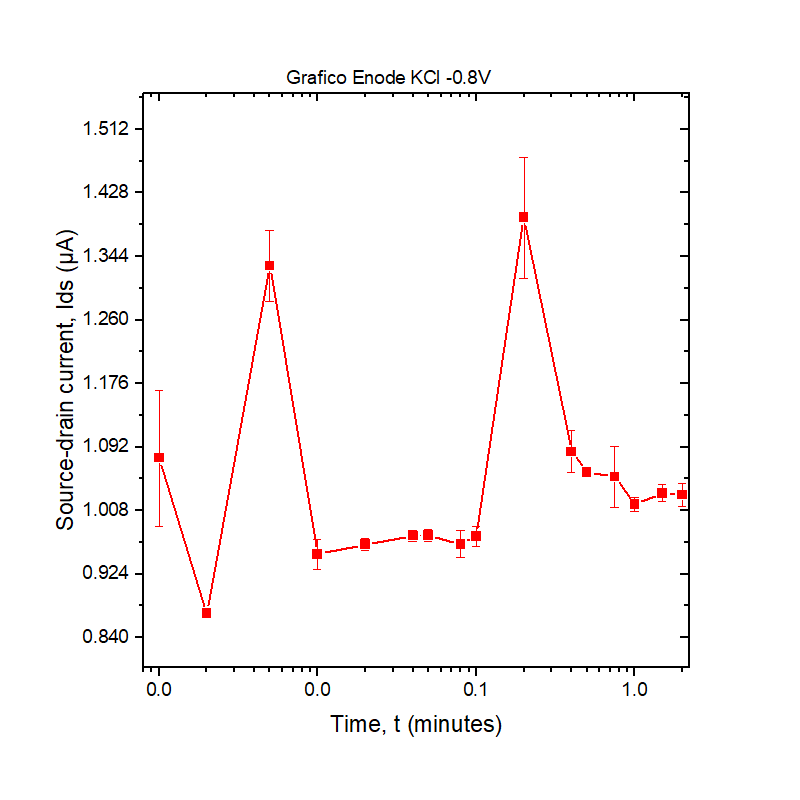 Grafico Enode KCl -0.8V
1.512
1.428
1.344
1.260
1.176
1.092
1.008
0.924
0.840
Source-drain current, Ids (µA)
0.0 0.0 0.1 1.0
Time, t (minutes)